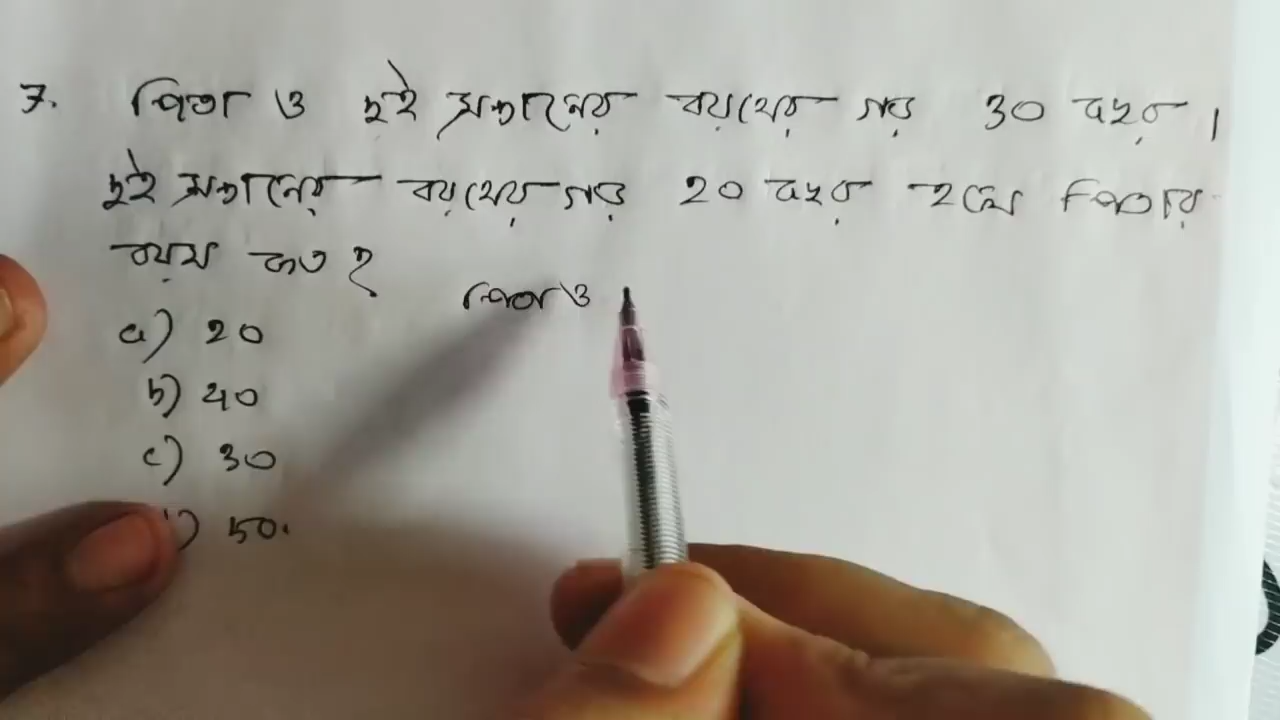 7. পিতা ও দুই সন্তানের বয়সের গড় 30 বছর।
দুই সন্তানের বয়সের গড় 20 বছর হলে পিতার
বয়স কত?
পিতা ও
a) 20
b) 40
c) 30
) 50.